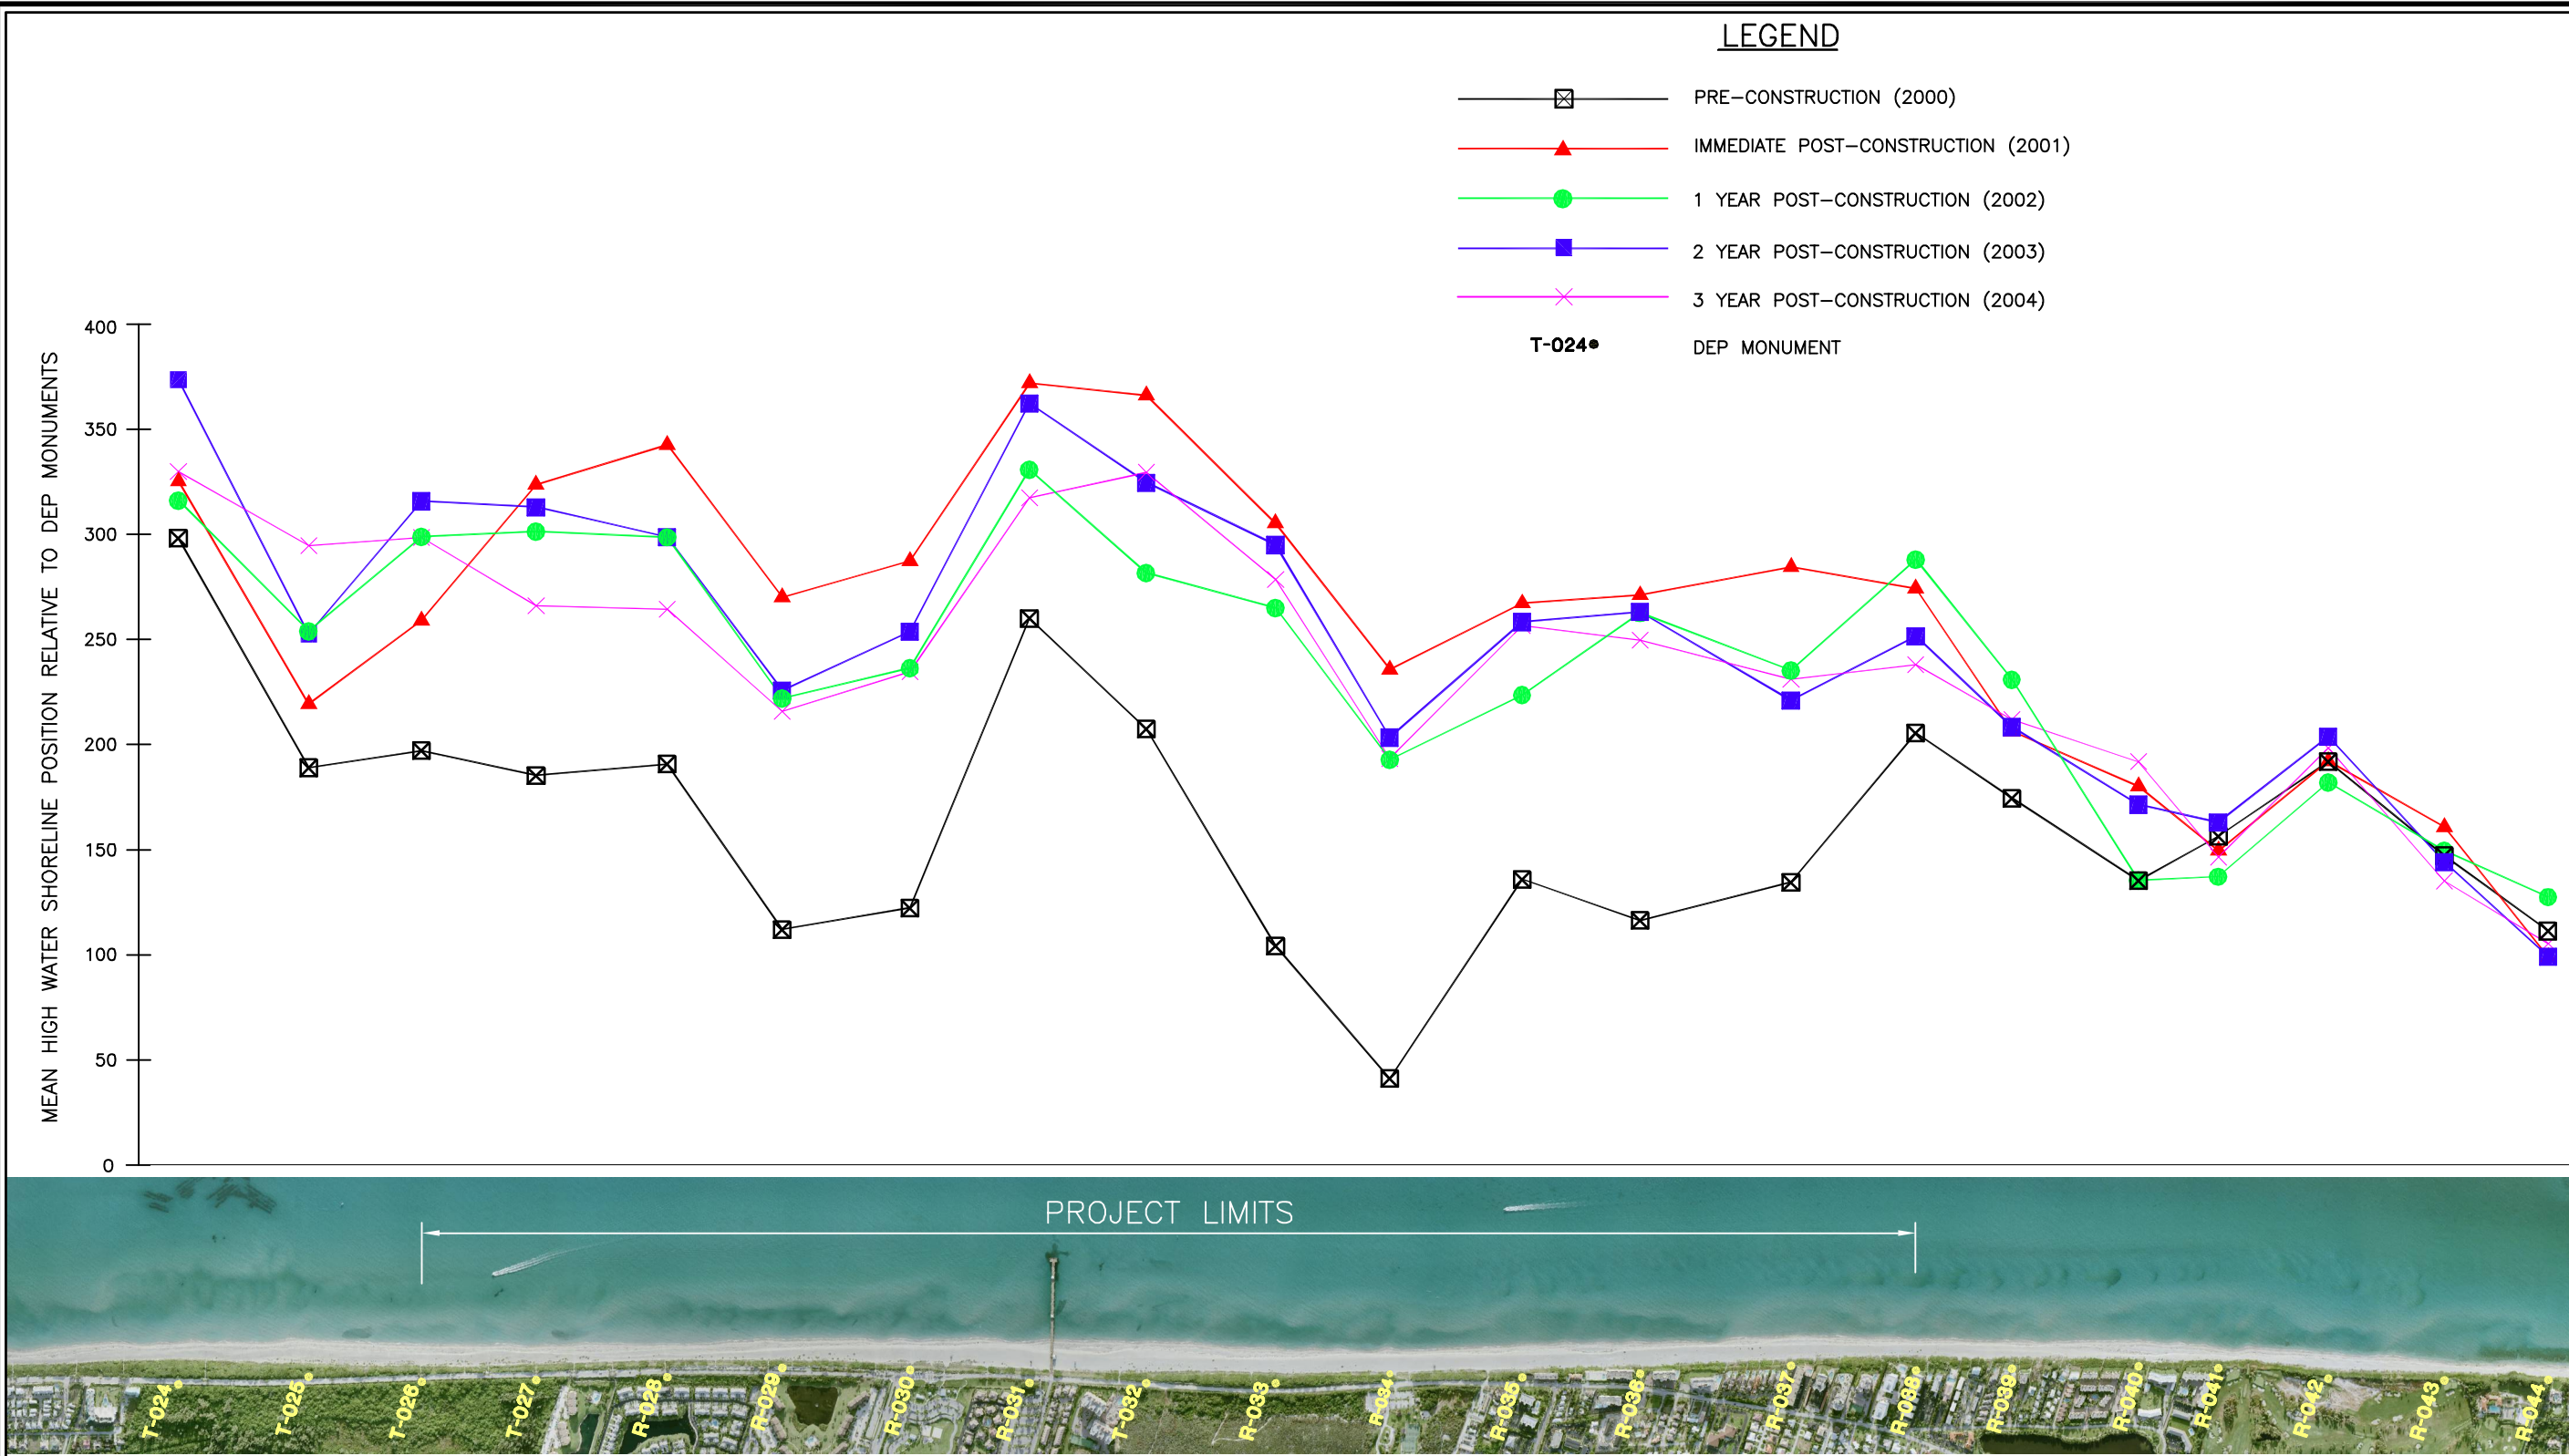 LEGEND
PRE-CONSTRUCTION (2000)
IMMEDIATE POST-CONSTRUCTION (2001)
1 YEAR POST-CONSTRUCTION (2002)
2 YEAR POST-CONSTRUCTION (2003)
3 YEAR POST-CONSTRUCTION (2004)
T-024 DEP MONUMENT
MEAN HIGH WATER SHORELINE POSITION RELATIVE TO DEP MONUMENTS
400
350
300
250
200
150
100
50
0
PROJECT LIMITS
T-024
T-025
T-026
T-027
R-028
R-029
R-030
R-031
T-032
R-033
R-034
R-035
R-036
R-037
R-038
R-039
R-040
R-041
R-042
R-043
R-044